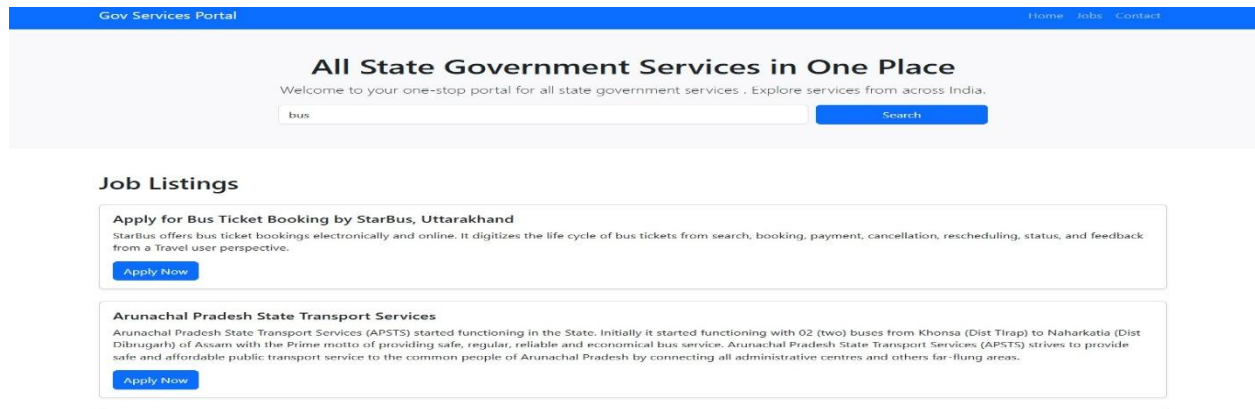 Gov Services Portal
Home Jobs Contact
All State Government Services in One Place
Welcome to your one-stop portal for all state government services . Explore services from across India.
bus
Search
Job Listings
Apply for Bus Ticket Booking by StarBus, Uttarakhand
StarBus offers bus ticket bookings electronically and online. It digitizes the life cycle of bus tickets from search, booking, payment, cancellation, rescheduling, status, and feedback
from a Travel user perspective.
Apply Now
Arunachal Pradesh State Transport Services
Arunachal Pradesh State Transport Services (APSTS) started functioning in the State. Initially it started functioning with 02 (two) buses from Khonsa (Dist TIrap) to Naharkatia (Dist
Dibrugarh) of Assam with the Prime motto of providing safe, regular, reliable and economical bus service. Arunachal Pradesh State Transport Services (APSTS) strives to provide
safe and affordable public transport service to the common people of Arunachal Pradesh by connecting all administrative centres and others far-flung areas.
Apply Now